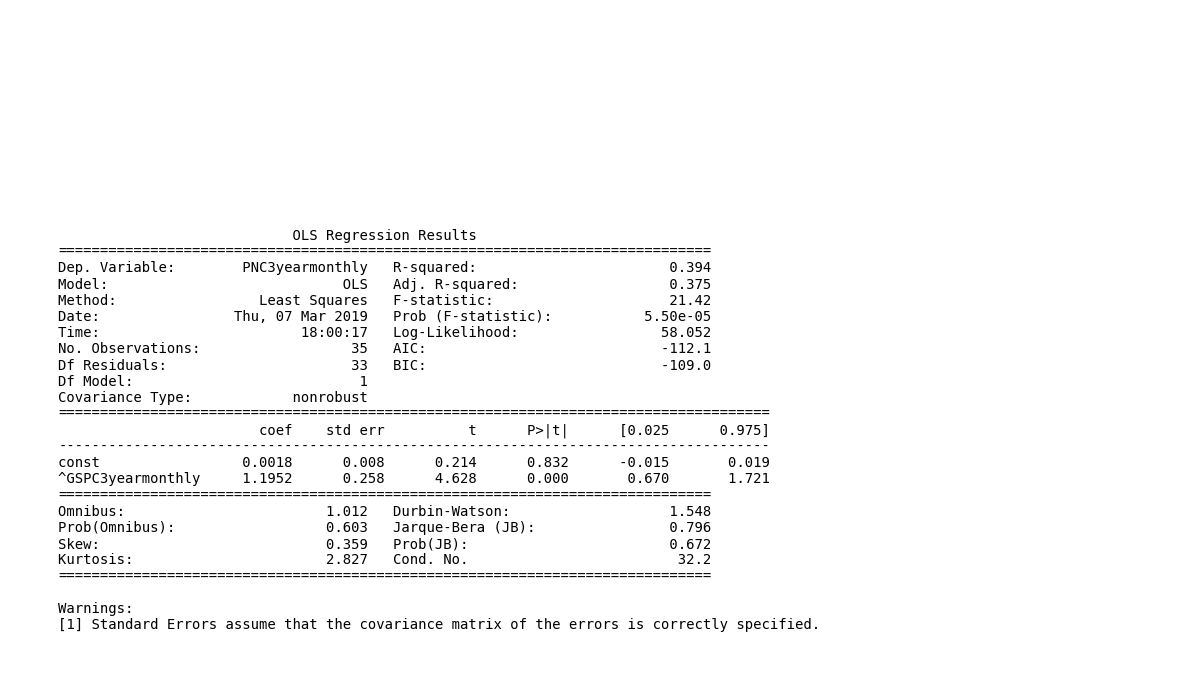 OLS Regression Results
==============================================================================
Dep. Variable:        PNC3yearmonthly   R-squared:                       0.394
Model:                            OLS   Adj. R-squared:                  0.375
Method:                 Least Squares   F-statistic:                     21.42
Date:                Thu, 07 Mar 2019   Prob (F-statistic):           5.50e-05
Time:                        18:00:17   Log-Likelihood:                 58.052
No. Observations:                  35   AIC:                            -112.1
Df Residuals:                      33   BIC:                            -109.0
Df Model:                           1
Covariance Type:            nonrobust
=====================================================================================
                        coef    std err          t      P>|t|      [0.025      0.975]
-------------------------------------------------------------------------------------
const                 0.0018      0.008      0.214      0.832      -0.015       0.019
^GSPC3yearmonthly     1.1952      0.258      4.628      0.000       0.670       1.721
==============================================================================
Omnibus:                        1.012   Durbin-Watson:                   1.548
Prob(Omnibus):                  0.603   Jarque-Bera (JB):                0.796
Skew:                           0.359   Prob(JB):                        0.672
Kurtosis:                       2.827   Cond. No.                         32.2
==============================================================================

Warnings:
[1] Standard Errors assume that the covariance matrix of the errors is correctly specified.